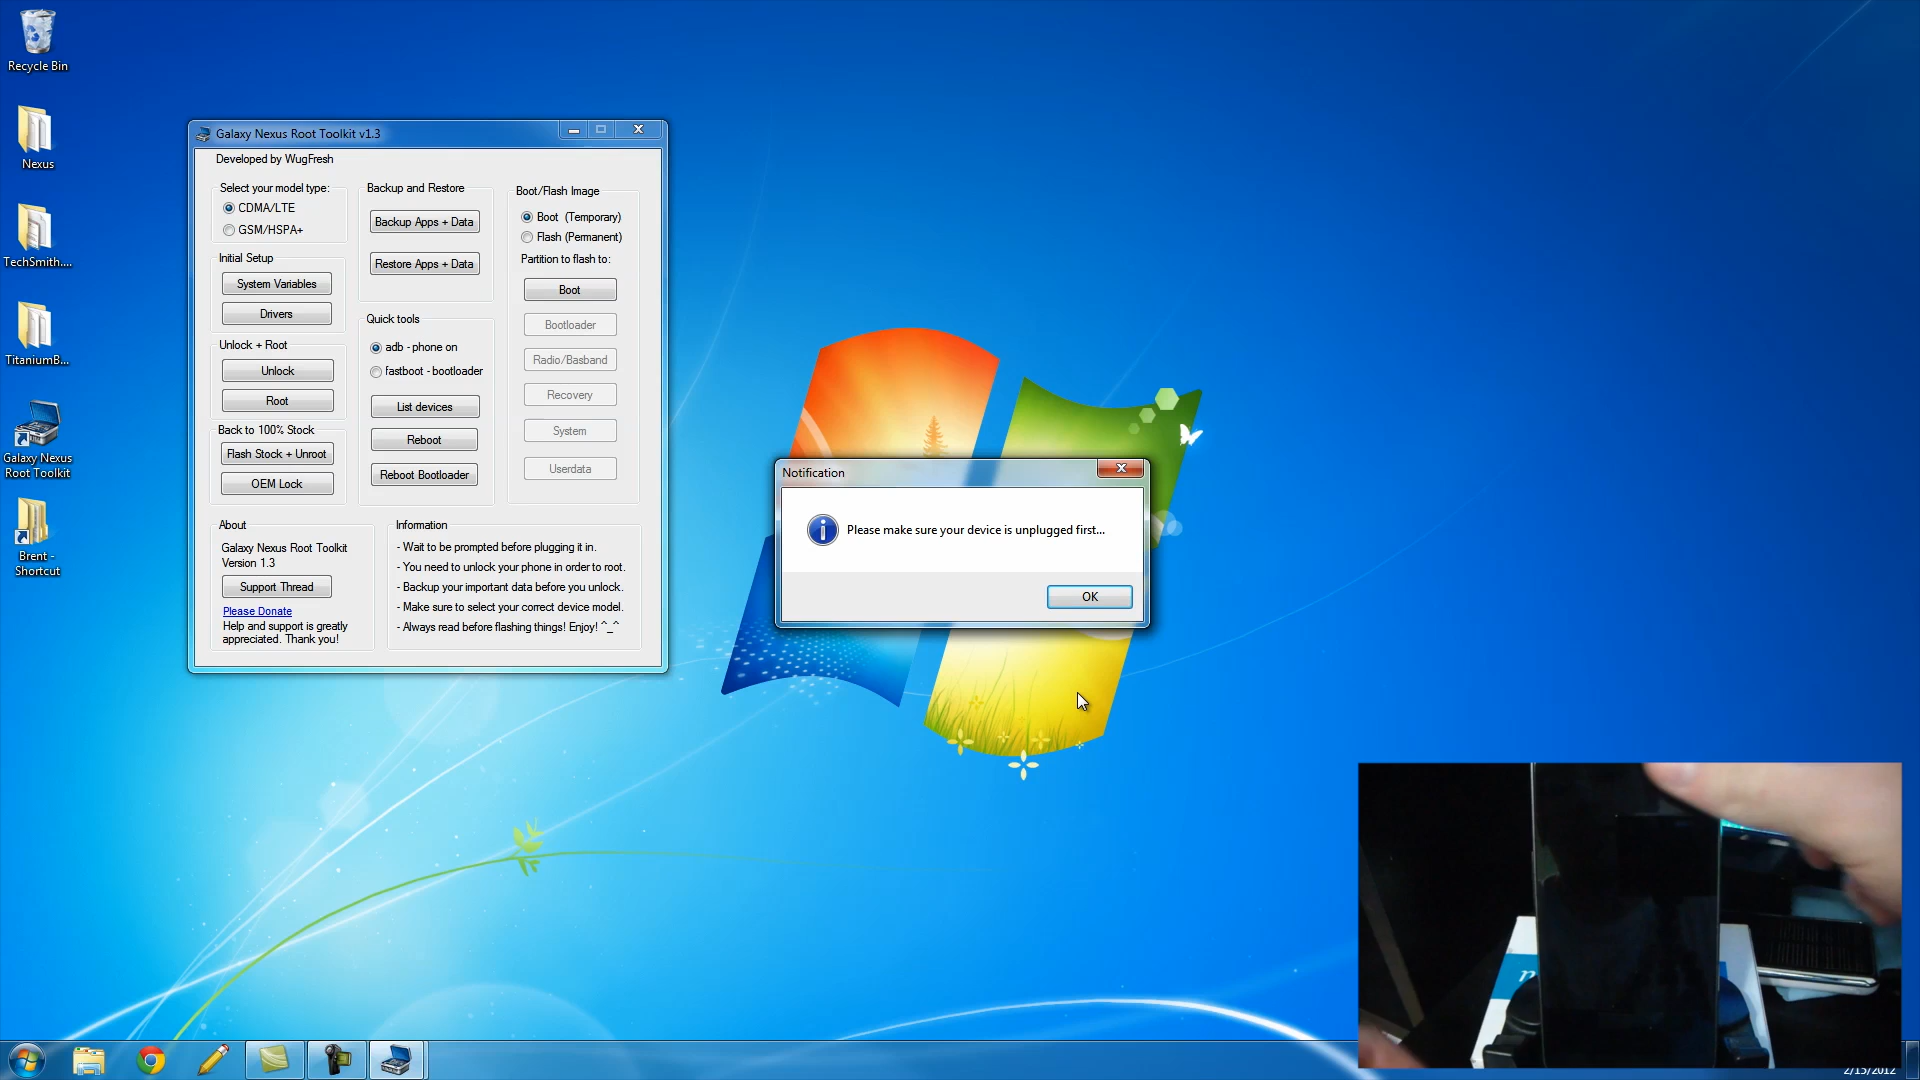 Recycle Bin
Nexus
TechSmith....
TitaniumB...
Galaxy Nexus
Root Toolkit
Brent -
Shortcut
Galaxy Nexus Root Toolkit v1.3
Developed by WugFresh
Select your model type:
CDMA/LTE
GSM/HSPA+
Initial Setup
System Variables
Drivers
Unlock + Root
Unlock
Root
Back to 100% Stock
Flash Stock + Unroot
OEM Lock
Backup and Restore
Backup Apps + Data
Restore Apps + Data
Quick tools
adb - phone on
fastboot - bootloader
List devices
Reboot
Reboot Bootloader
Boot/Flash Image
Boot (Temporary)
Flash (Permanent)
Partition to flash to:
Boot
Bootloader
Radio/Basband
Recovery
System
Userdata
About
Galaxy Nexus Root Toolkit
Version 1.3
Support Thread
Please Donate
Help and support is greatly
appreciated. Thank you!
Information
- Wait to be prompted before plugging it in.
- You need to unlock your phone in order to root.
- Backup your important data before you unlock.
- Make sure to select your correct device model.
- Always read before flashing things! Enjoy! ^_^
Notification
Please make sure your device is unplugged first...
OK
n
2/15/2012